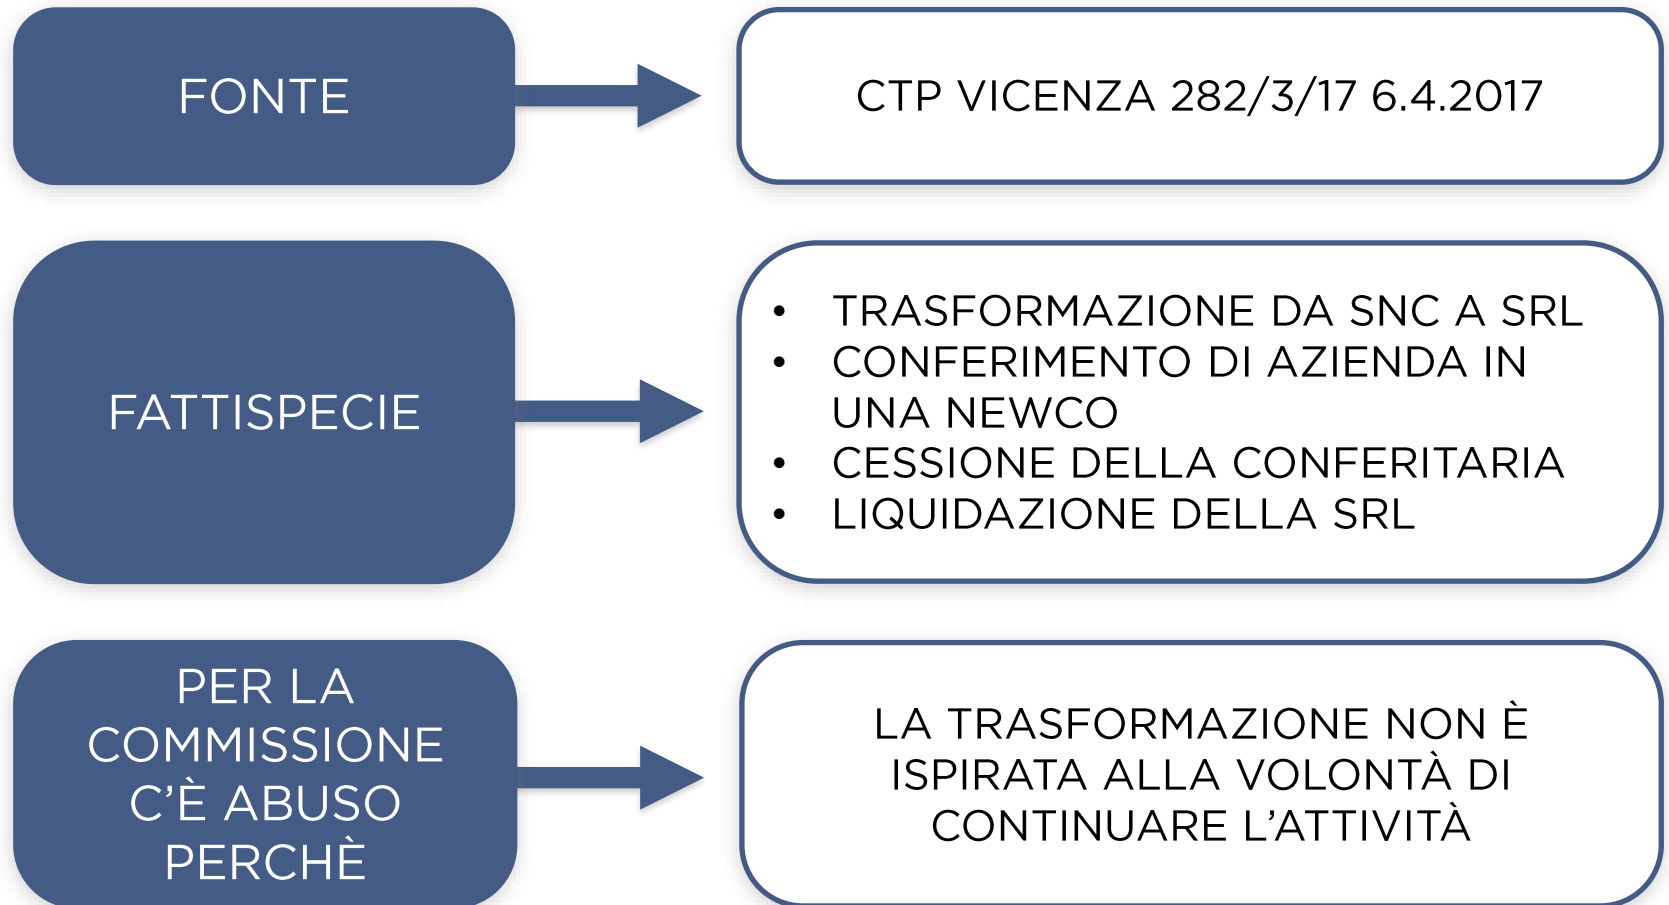 FONTE
CTP VICENZA 282/3/17 6.4.2017
FATTISPECIE
• TRASFORMAZIONE DA SNC A SRL
• CONFERIMENTO DI AZIENDA IN
UNA NEWCO
• CESSIONE DELLA CONFERITARIA
• LIQUIDAZIONE DELLA SRL
PER LA
COMMISSIONE
C’È ABUSO
PERCHÈ
LA TRASFORMAZIONE NON È
ISPIRATA ALLA VOLONTÀ DI
CONTINUARE L’ATTIVITÀ